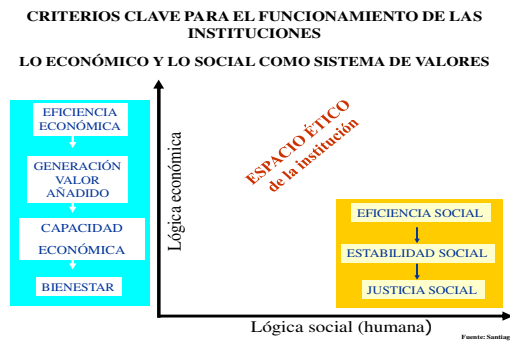 CRITERIOS CLAVE PARA EL FUNCIONAMIENTO DE LAS
INSTITUCIONES
LO ECONÓMICO Y LO SOCIAL COMO SISTEMA DE VALORES
EFICIENCIA
ECONÓMICA
GENERACIÓN
VALOR
AÑADIDO
CAPACIDAD
ECONÓMICA
BIENESTAR
Lógica económica
ESPACIO ÉTICO
de la institución
EFICIENCIA SOCIAL
ESTABILIDAD SOCIAL
JUSTICIA SOCIAL
Lógica social (humana)
Fuente: Santiag